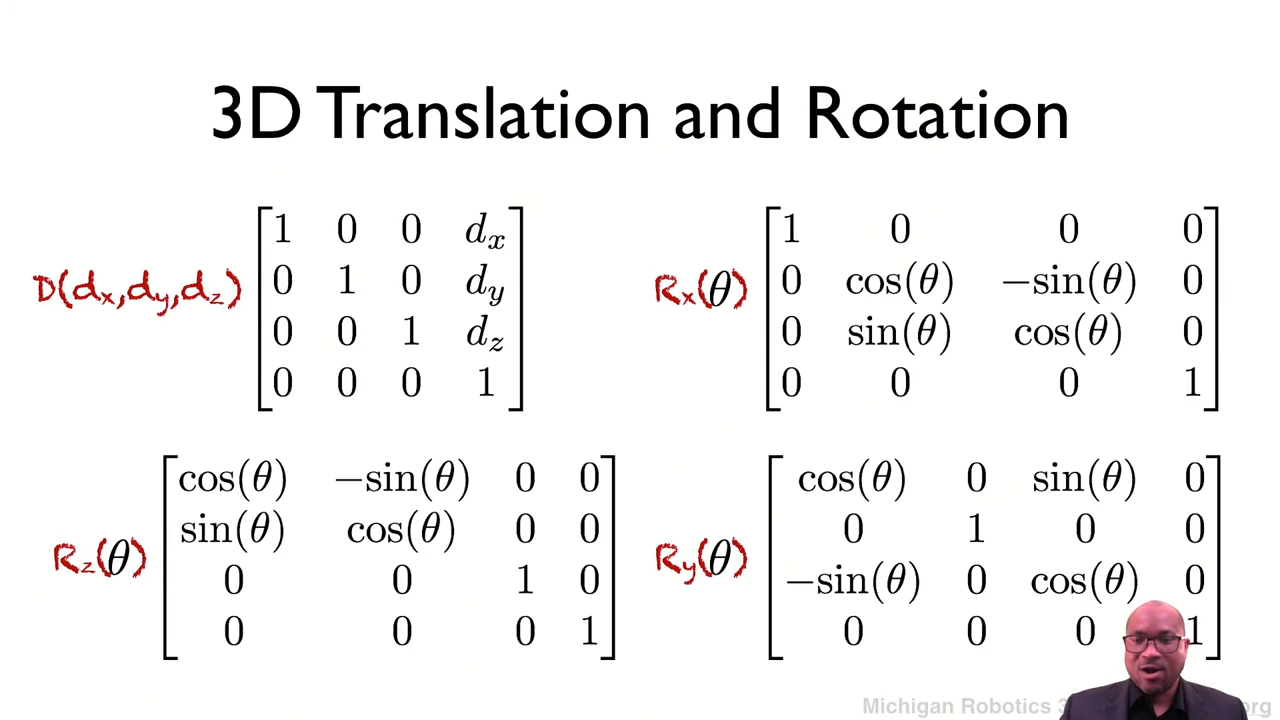 3D Translation and Rotation
D(dx,dy,dz)
1 0 0 dx
0 1 0 dy
0 0 1 dz
0 0 0 1
Rx(θ)
1 0 0 0
0 cos(θ) −sin(θ) 0
0 sin(θ) cos(θ) 0
0 0 0 1
Rz(θ)
cos(θ) −sin(θ) 0 0
sin(θ) cos(θ) 0 0
0 0 1 0
0 0 0 1
Ry(θ)
cos(θ) 0 sin(θ) 0
0 1 0 0
−sin(θ) 0 cos(θ) 0
0 0 0 1
Michigan Robotics org